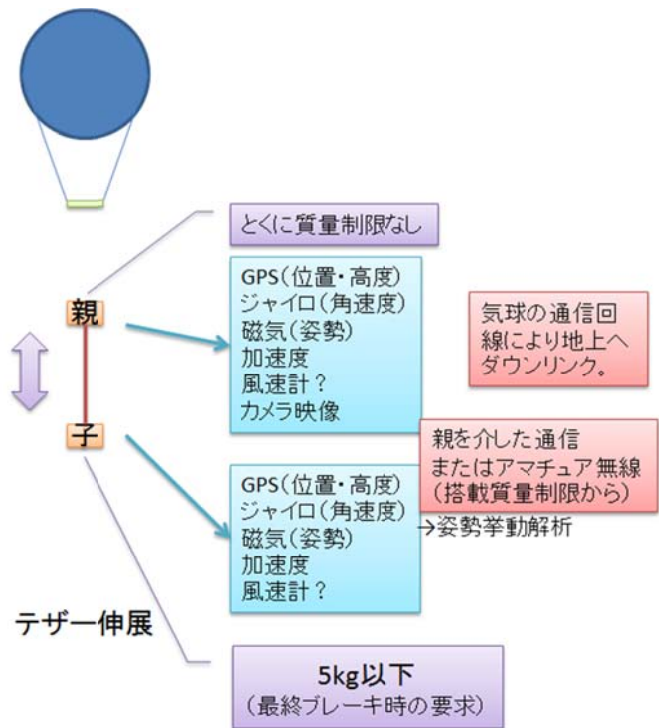 とくに質量制限なし
親
GPS(位置・高度)
ジャイロ(角速度)
磁気(姿勢)
加速度
風速計？
カメラ映像
気球の通信回
線により地上へ
ダウンリンク。
子
親を介した通信
またはアマチュア無線
(搭載質量制限から)
GPS(位置・高度)
ジャイロ(角速度)
磁気(姿勢)
加速度
風速計？
→姿勢挙動解析
テザー伸展
5kg以下
(最終ブレーキ時の要求)